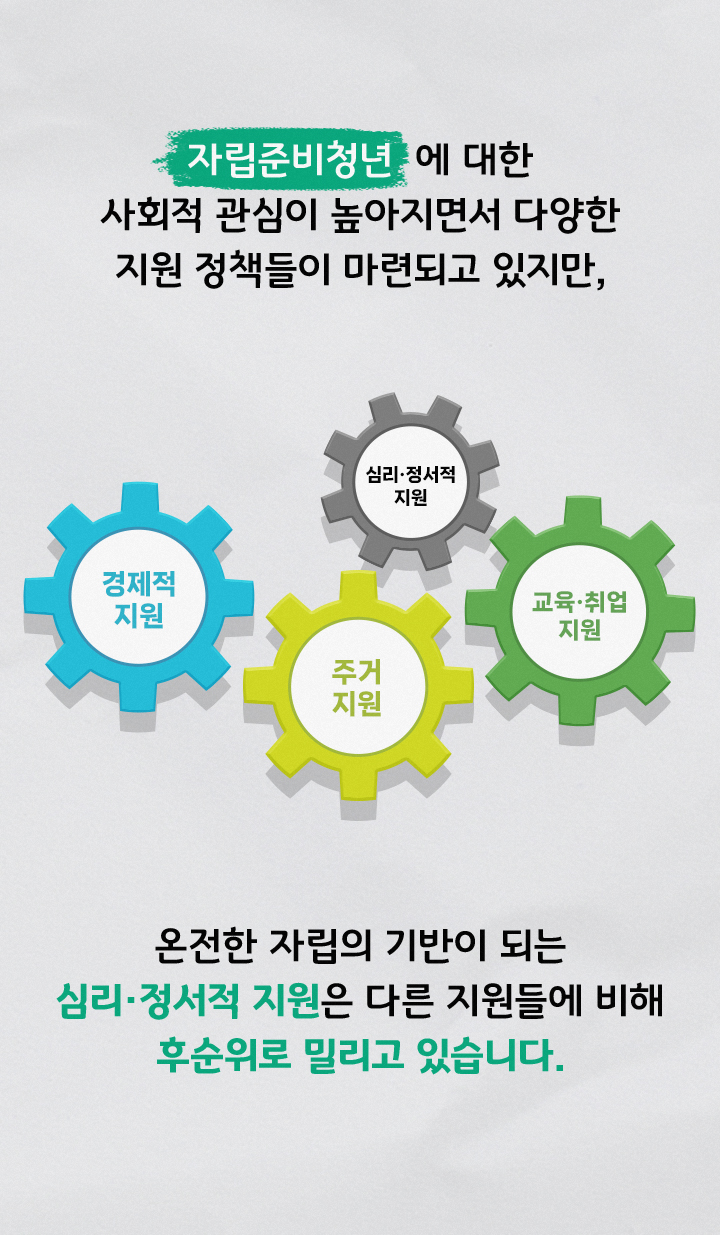 자립준비청년 에 대한
사회적 관심이 높아지면서 다양한
지원 정책들이 마련되고 있지만,
심리·정서적
지원
경제적
지원
교육·취업
지원
주거
지원
온전한 자립의 기반이 되는
심리·정서적 지원은 다른 지원들에 비해
후순위로 밀리고 있습니다.